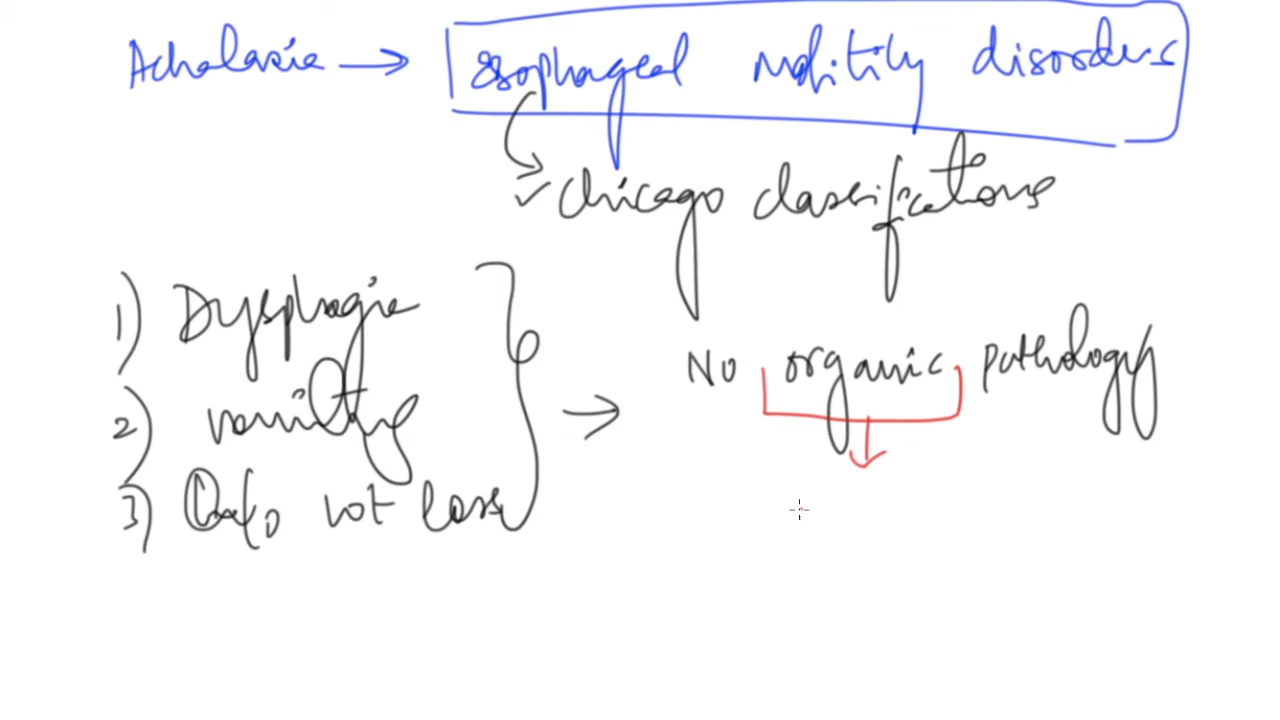 Achalasia → esophageal motility disorders
✓ Chicago classifications
1) Dysphagia
2) vomiting
3) wt loss
→ No organic pathology